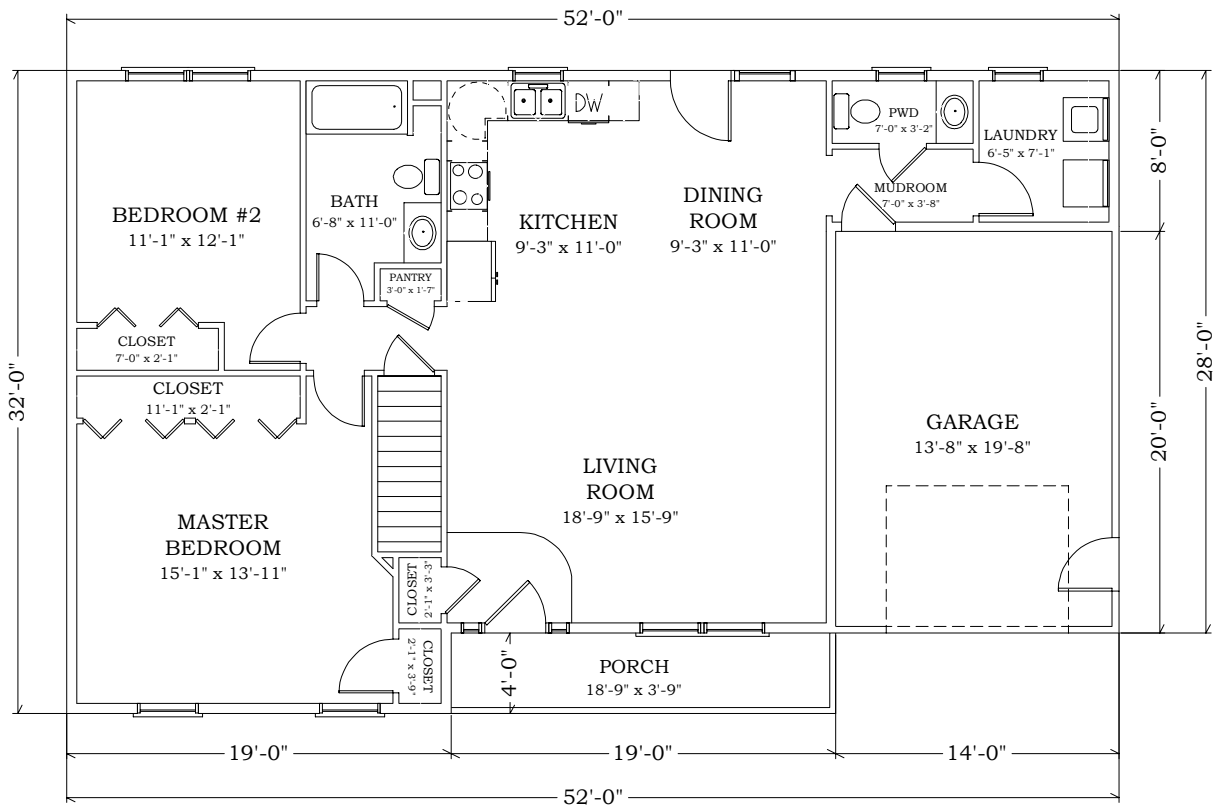 52'-0"
DW
PWD
7'-0" x 3'-2"
LAUNDRY
6'-5" x 7'-1"
8'-0"
BEDROOM #2
11'-1" x 12'-1"
BATH
6'-8" x 11'-0"
KITCHEN
9'-3" x 11'-0"
DINING
ROOM
9'-3" x 11'-0"
MUDROOM
7'-0" x 3'-8"
PANTRY
3'-0" x 1'-7"
CLOSET
7'-0" x 2'-1"
CLOSET
11'-1" x 2'-1"
32'-0"
28'-0"
20'-0"
GARAGE
13'-8" x 19'-8"
LIVING
ROOM
18'-9" x 15'-9"
MASTER
BEDROOM
15'-1" x 13'-11"
CLOSET
2'-1" x 3'-3"
CLOSET
2'-1" x 3'-9"
4'-0"
PORCH
18'-9" x 3'-9"
19'-0"
19'-0"
14'-0"
52'-0"